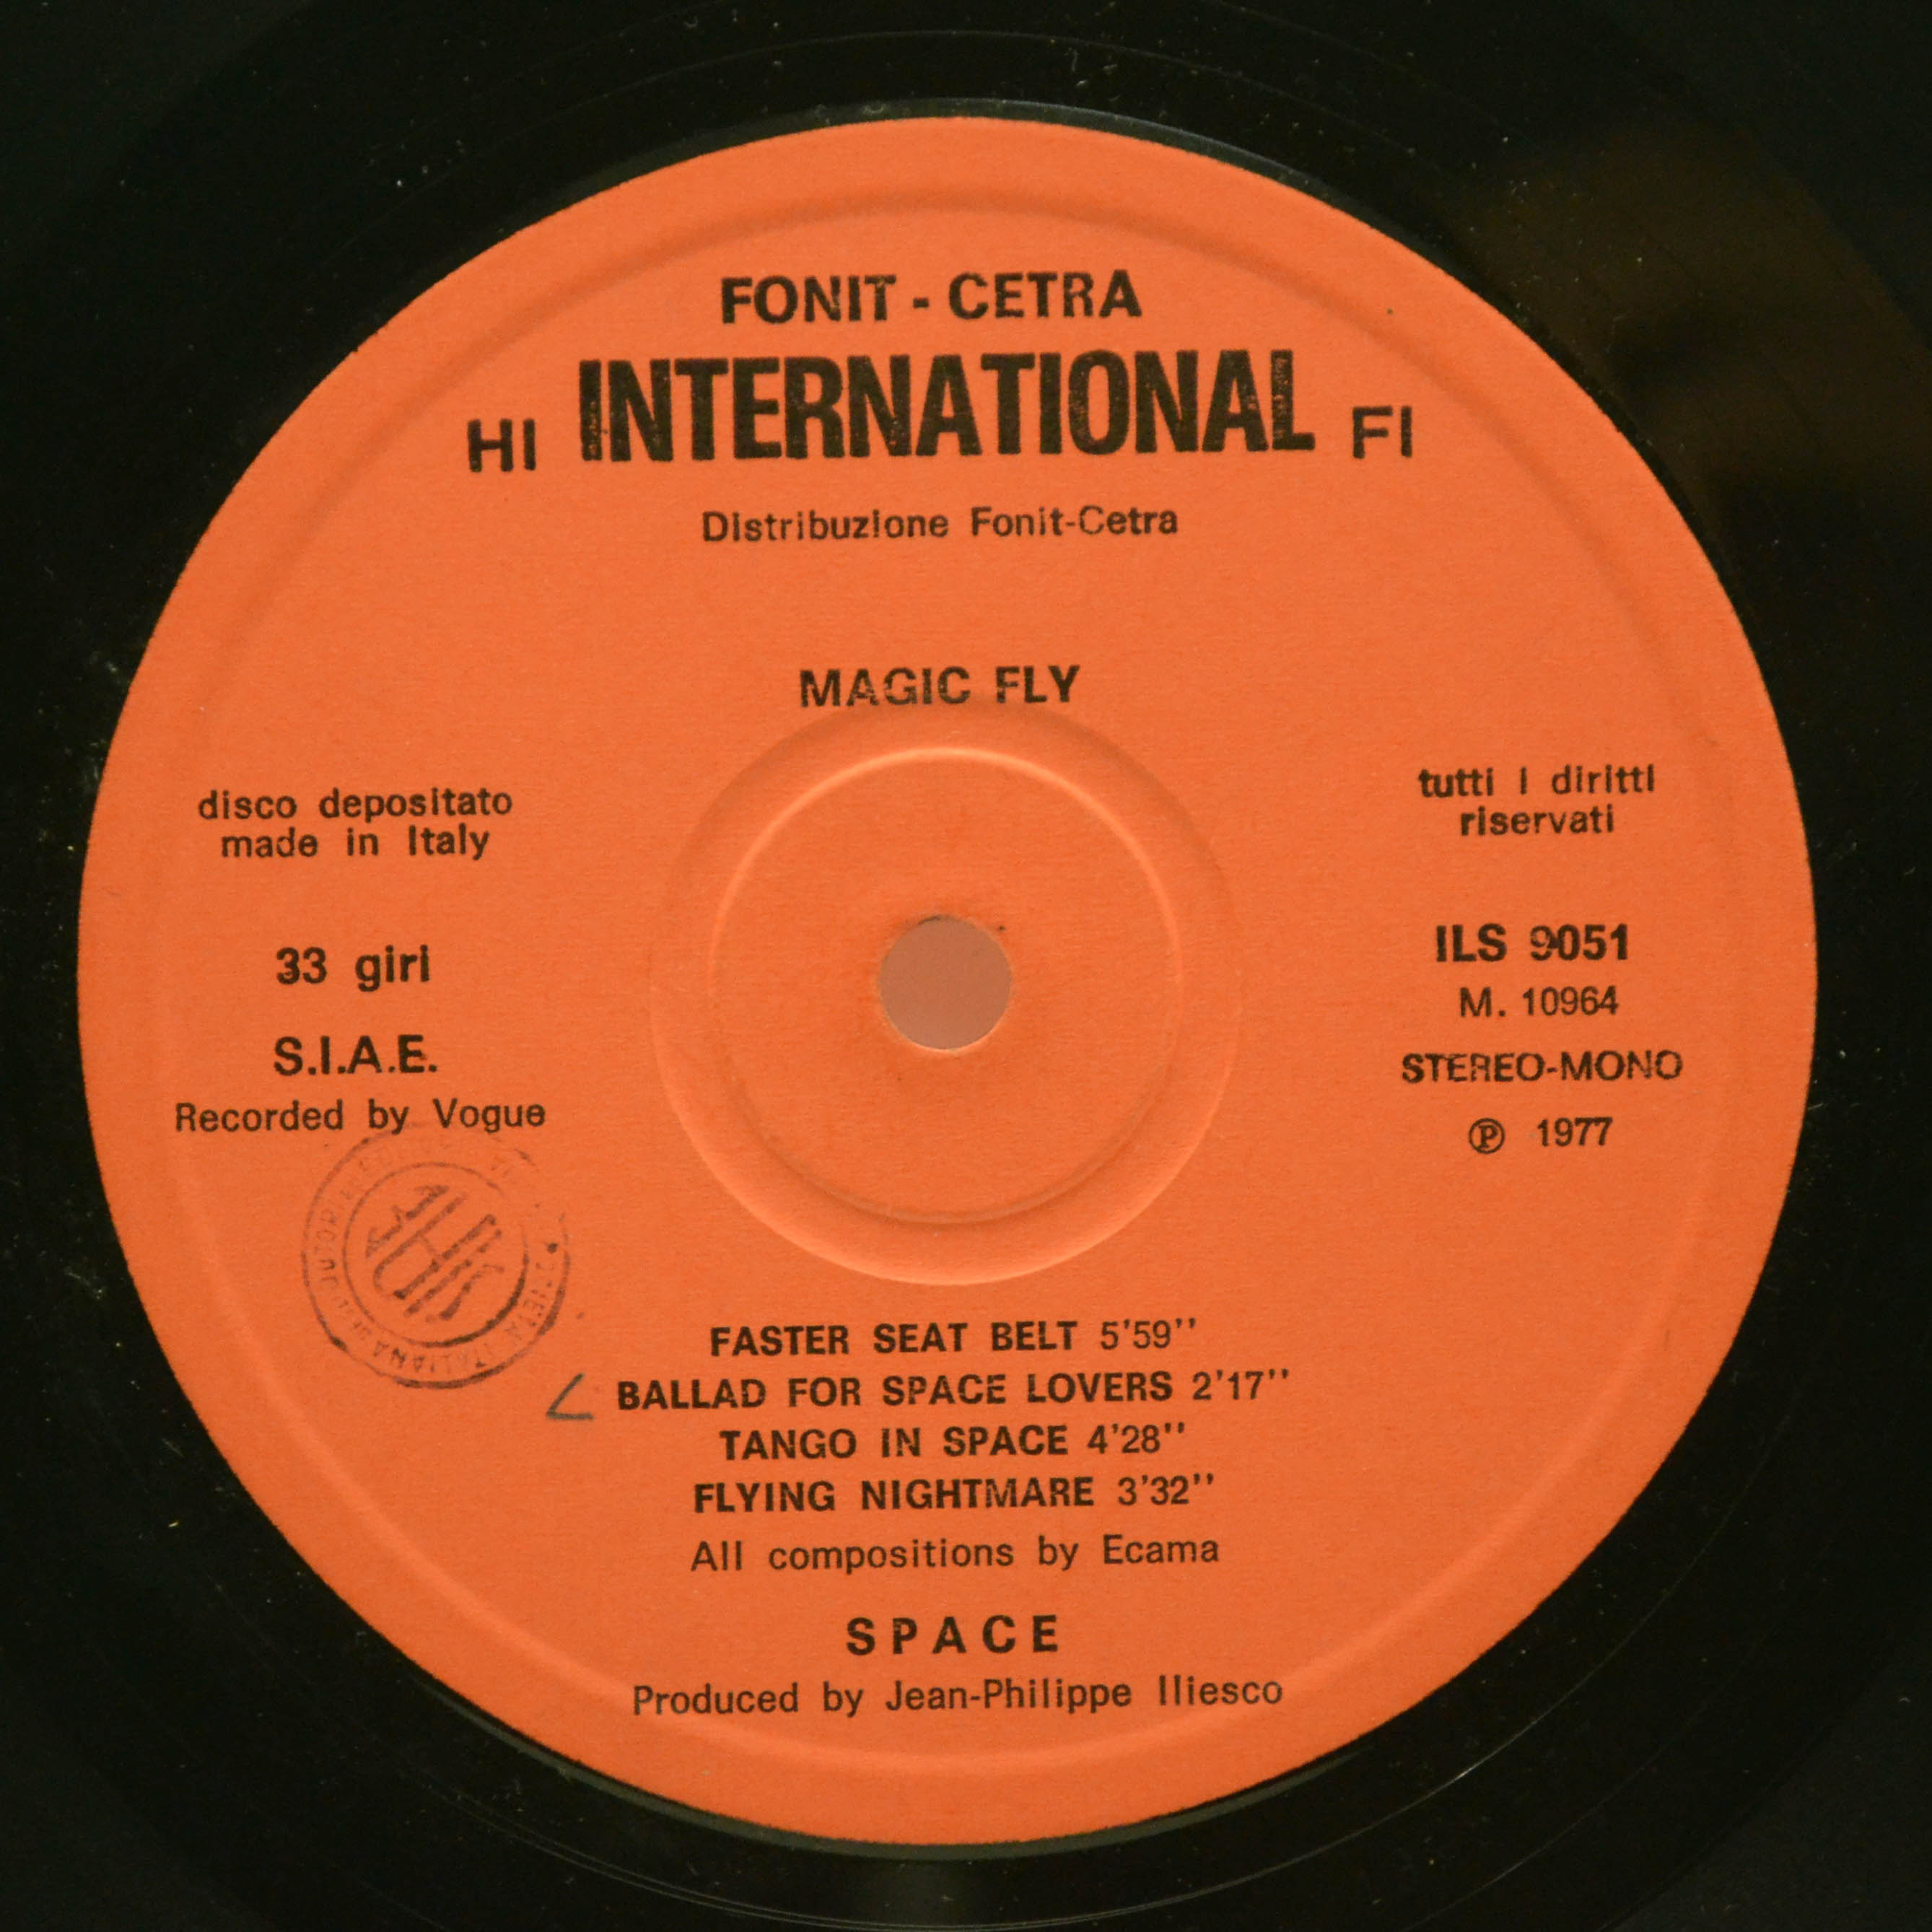 FONIT - CETRA
HI INTERNATIONAL FI
Distribuzione Fonit-Cetra
MAGIC FLY
disco depositato
made in Italy
tutti i diritti
riservati
33 giri
S.I.A.E.
Recorded by Vogue
ILS 9051
M. 10964
STEREO-MONO
Ⓟ 1977
ITALIANA
FASTER SEAT BELT 5'59''
BALLAD FOR SPACE LOVERS 2'17''
TANGO IN SPACE 4'28''
FLYING NIGHTMARE 3'32''
All compositions by Ecama
SPACE
Produced by Jean-Philippe Iliesco